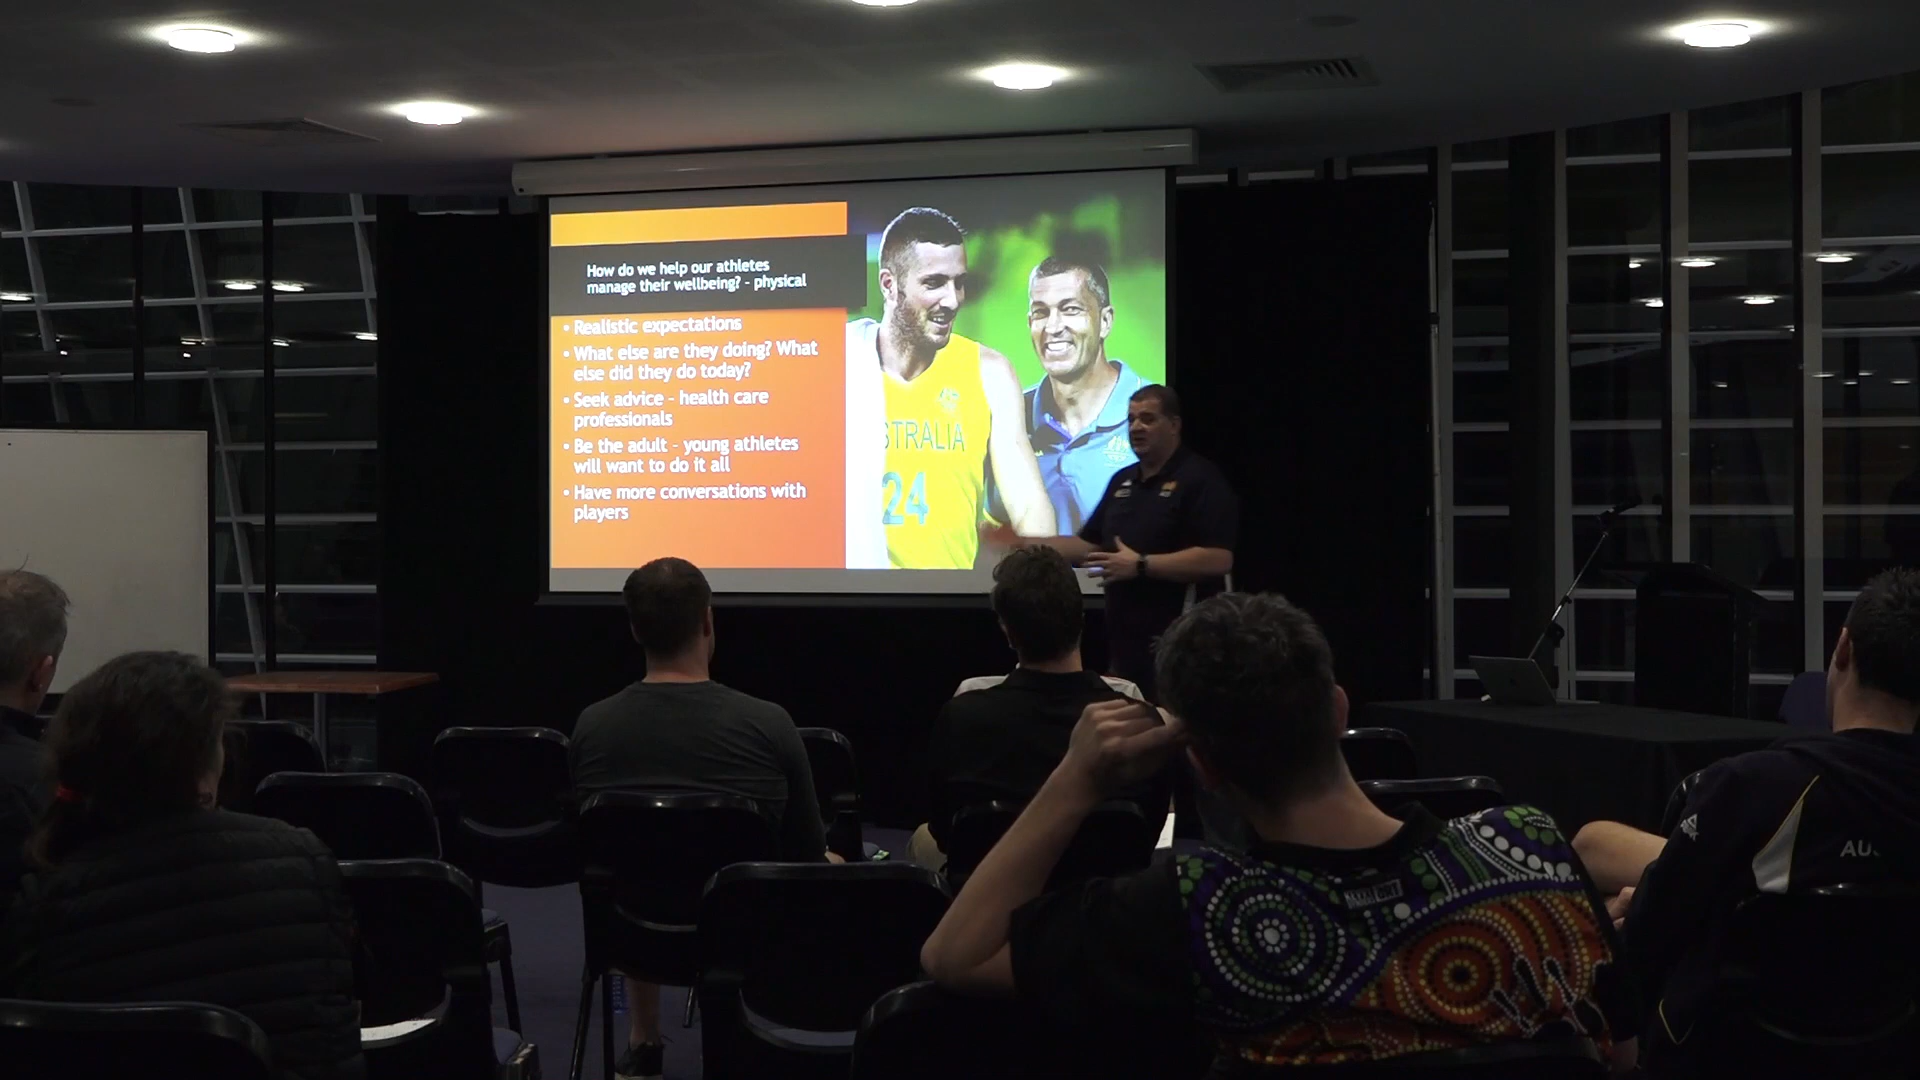 How do we help our athletes
manage their wellbeing? - physical
• Realistic expectations
• What else are they doing? What
else did they do today?
• Seek advice - health care
professionals
• Be the adult - young athletes
will want to do it all
• Have more conversations with
players
STRALIA
24
AU